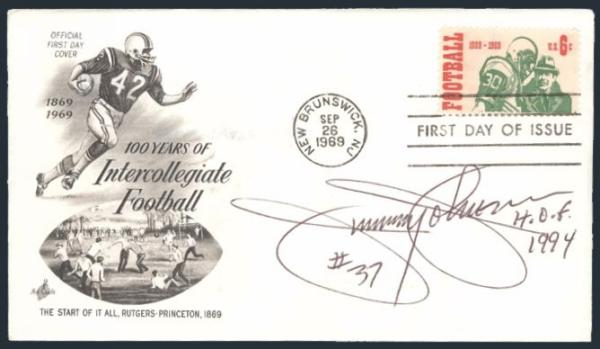 OFFICIAL
FIRST DAY
COVER
42
1869
1969
100 YEARS OF
Intercollegiate
Football
ArtCraft
THE START OF IT ALL, RUTGERS-PRINCETON, 1869
NEW BRUNSWICK, NJ
SEP
26
1969
FOOTBALL
1869-1969
U.S. 6c
30
FIRST DAY OF ISSUE
Jimmy Johnson
H.O.F.
1994
#37